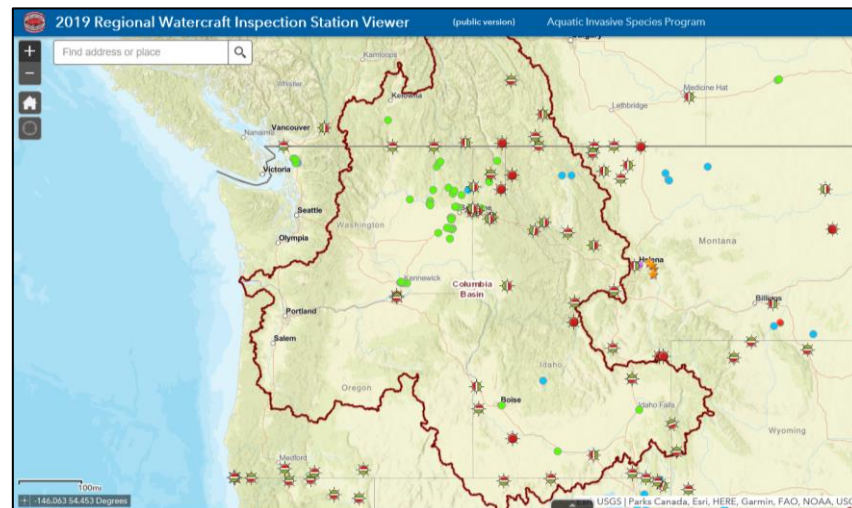 2019 Regional Watercraft Inspection Station Viewer (public version) Aquatic Invasive Species Program
Find address or place
Calgary
Kamloops
Whistler
Kelowna
Medicine Hat
Lethbridge
Vancouver
Nanaimo
Victoria
Seattle
Washington
Olympia
Montana
Helena
Kennewick
Columbia
Basin
Billings
Portland
Salem
Idaho
Oregon
Boise
Idaho Falls
Wyoming
Medford
100mi
-146.063 54.453 Degrees
USGS | Parks Canada, Esri, HERE, Garmin, FAO, NOAA,